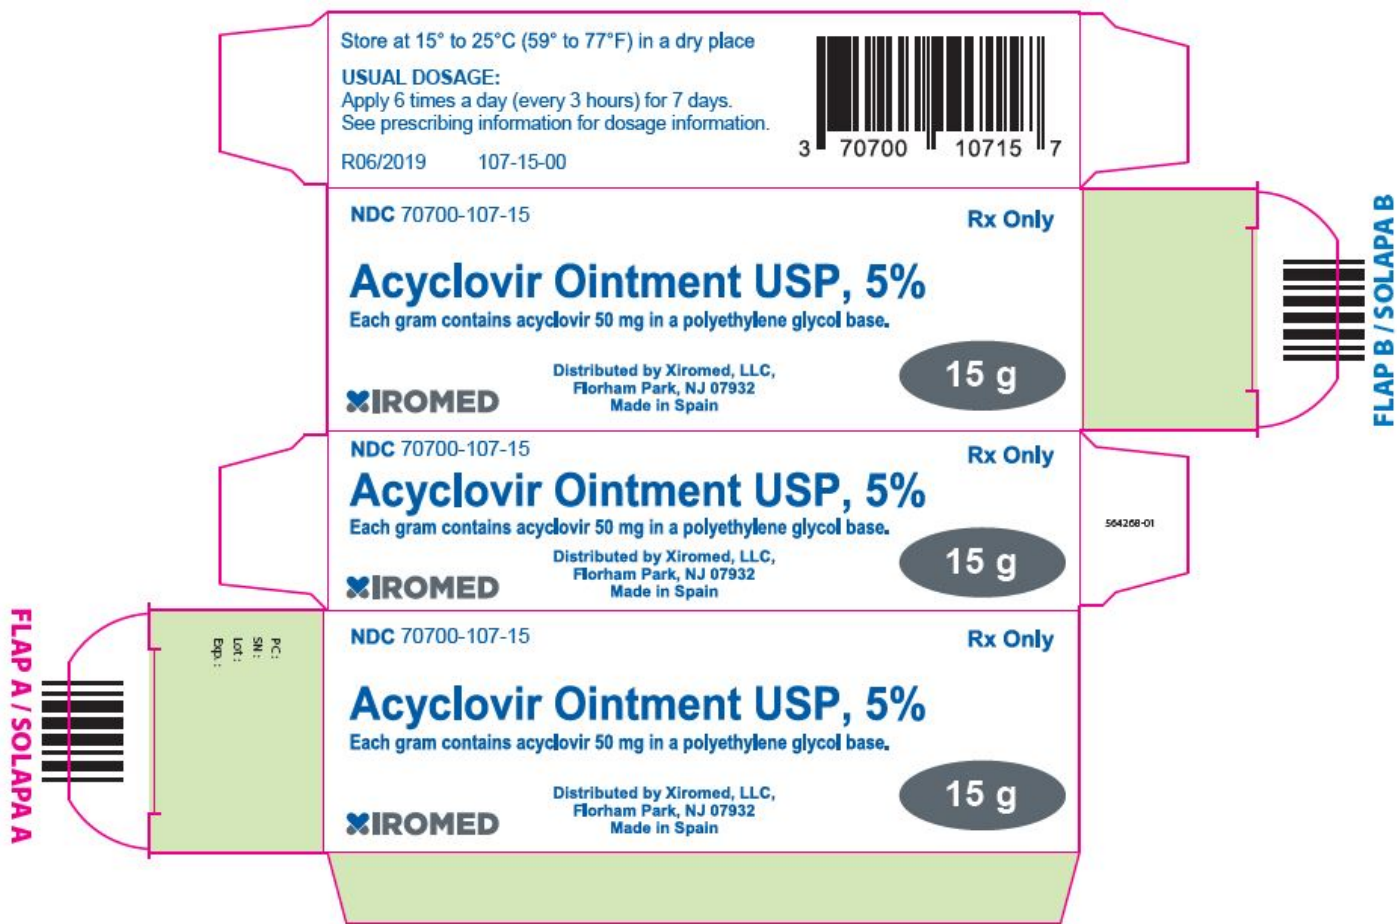 Store at 15° to 25°C (59° to 77°F) in a dry place
USUAL DOSAGE:
Apply 6 times a day (every 3 hours) for 7 days.
See prescribing information for dosage information.
R06/2019 107-15-00
3 70700 10715 7
NDC 70700-107-15
Rx Only
Acyclovir Ointment USP, 5%
Each gram contains acyclovir 50 mg in a polyethylene glycol base.
Distributed by Xiromed, LLC,
Florham Park, NJ 07932
Made in Spain
XIROMED
15 g
FLAP B / SOLAPA B
NDC 70700-107-15
Rx Only
Acyclovir Ointment USP, 5%
Each gram contains acyclovir 50 mg in a polyethylene glycol base.
Distributed by Xiromed, LLC,
Florham Park, NJ 07932
Made in Spain
XIROMED
15 g
564268-01
FLAP A / SOLAPA A
PC:
SN:
Lot:
Exp.:
NDC 70700-107-15
Rx Only
Acyclovir Ointment USP, 5%
Each gram contains acyclovir 50 mg in a polyethylene glycol base.
Distributed by Xiromed, LLC,
Florham Park, NJ 07932
Made in Spain
XIROMED
15 g